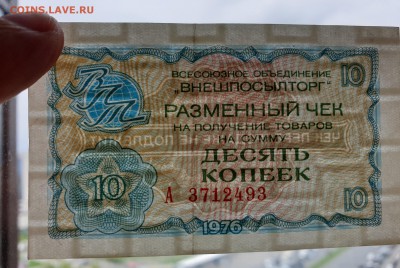 COINS.LAVE.RU
ВПТ
ВСЕСОЮЗНОЕ ОБЪЕДИНЕНИЕ
"ВНЕШПОСЫЛТОРГ"
10
РАЗМЕННЫЙ ЧЕК
НА ПОЛУЧЕНИЕ ТОВАРОВ
НА СУММУ
ДЕСЯТЬ
КОПЕЕК
10
А 3712493
10
1976